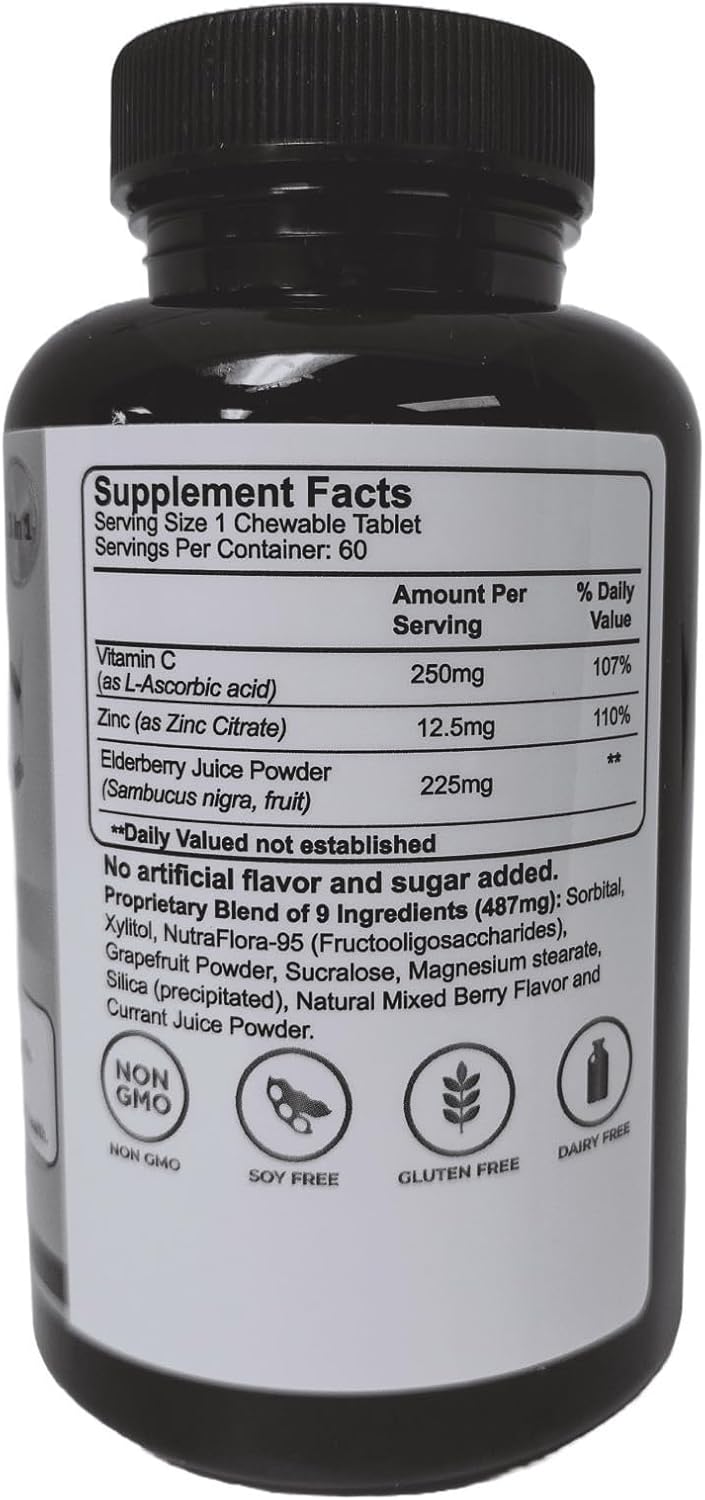 Supplement Facts
Serving Size 1 Chewable Tablet
Servings Per Container: 60
Amount Per Serving % Daily Value
Vitamin C (as L-Ascorbic acid) 250mg 107%
Zinc (as Zinc Citrate) 12.5mg 110%
Elderberry Juice Powder (Sambucus nigra, fruit) 225mg **
**Daily Valued not established
No artificial flavor and sugar added.
Proprietary Blend of 9 Ingredients (487mg): Sorbital,
Xylitol, NutraFlora-95 (Fructooligosaccharides),
Grapefruit Powder, Sucralose, Magnesium stearate,
Silica (precipitated), Natural Mixed Berry Flavor and
Currant Juice Powder.
NON
GMO
NON GMO
SOY FREE
GLUTEN FREE
DAIRY FREE
in 1